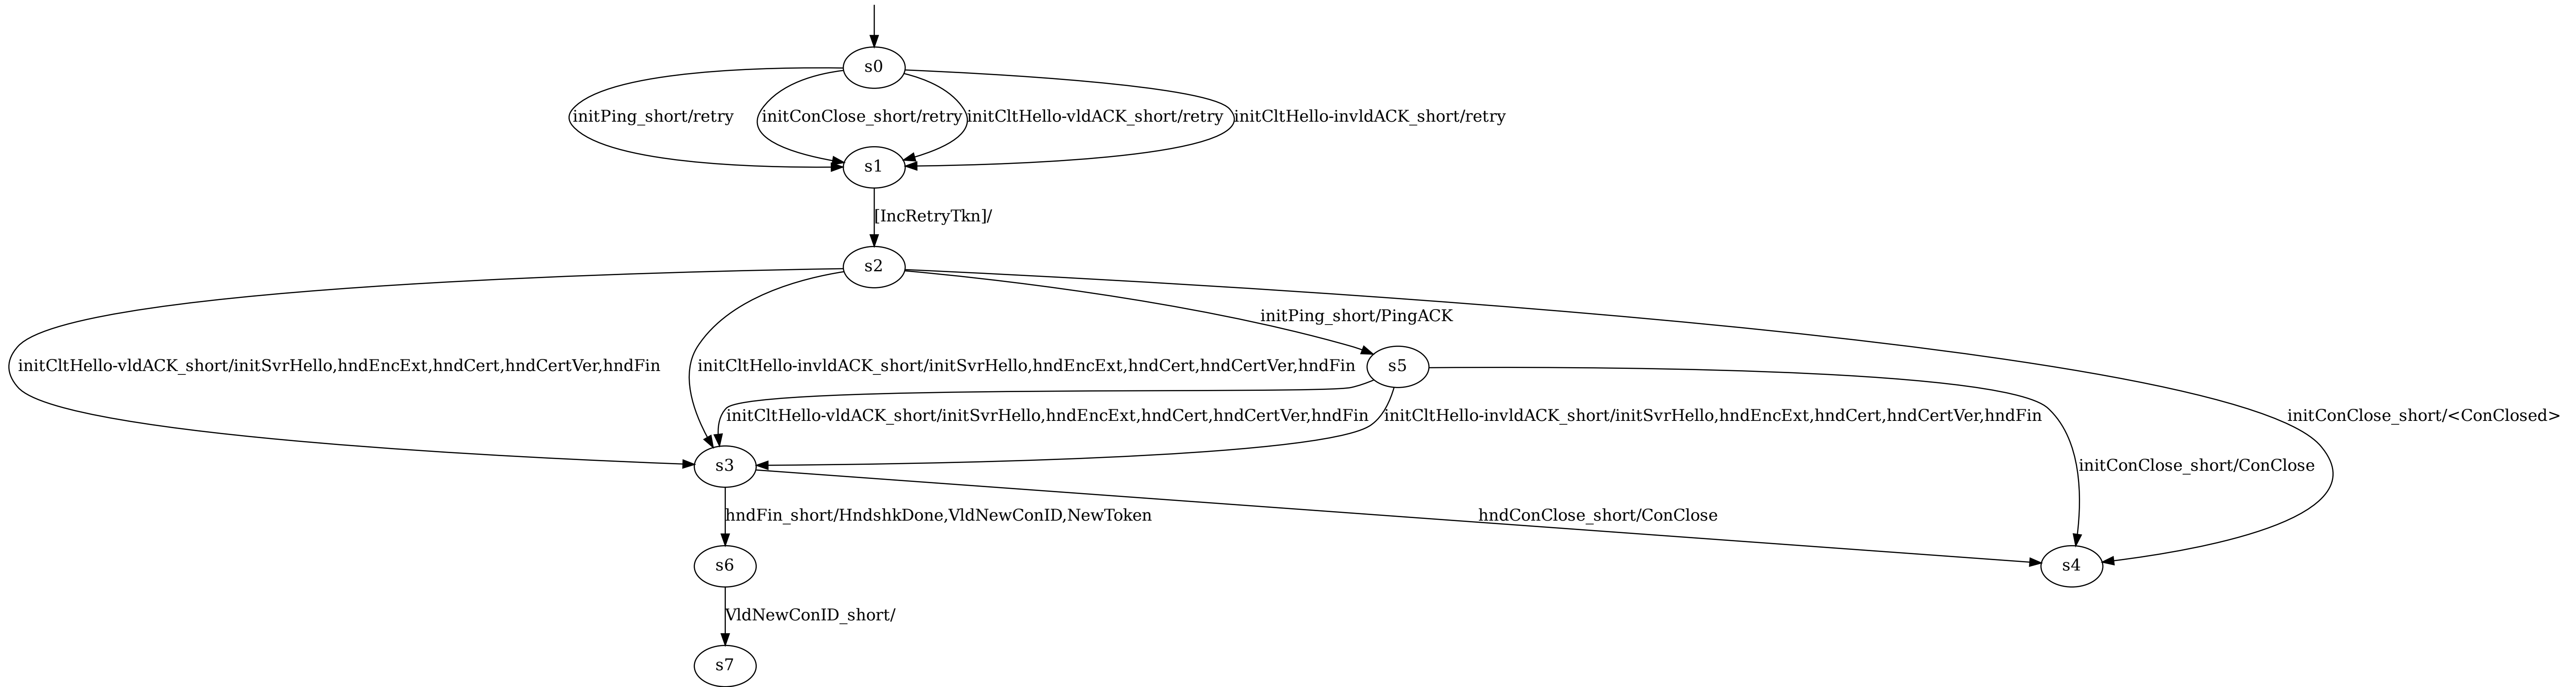 s0
initPing_short/retry
initConClose_short/retry
initCltHello-vldACK_short/retry
initCltHello-invldACK_short/retry
s1
[IncRetryTkn]/
s2
initPing_short/PingACK
initCltHello-vldACK_short/initSvrHello,hndEncExt,hndCert,hndCertVer,hndFin
initCltHello-invldACK_short/initSvrHello,hndEncExt,hndCert,hndCertVer,hndFin
s5
initCltHello-vldACK_short/initSvrHello,hndEncExt,hndCert,hndCertVer,hndFin
initCltHello-invldACK_short/initSvrHello,hndEncExt,hndCert,hndCertVer,hndFin
initConClose_short/<ConClosed>
s3
initConClose_short/ConClose
hndFin_short/HndshkDone,VldNewConID,NewToken
hndConClose_short/ConClose
s6
s4
VldNewConID_short/
s7